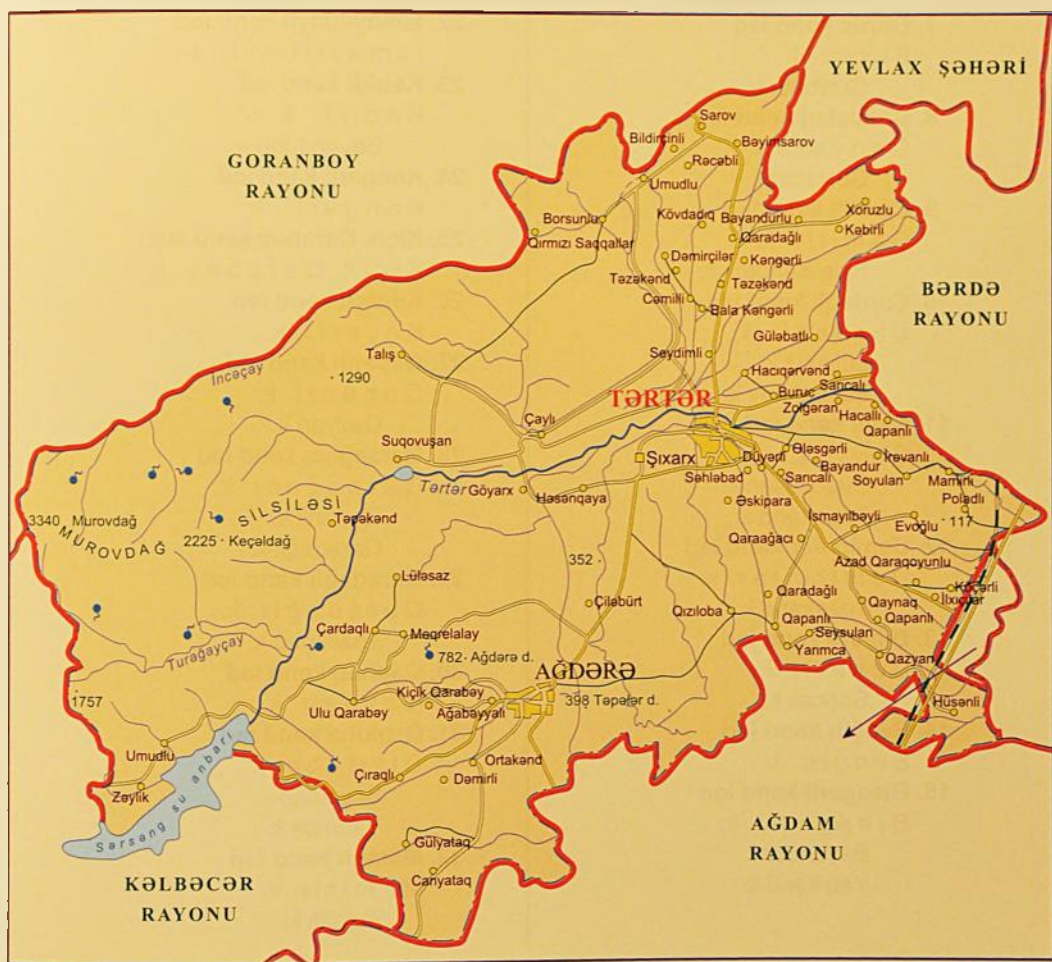 YEVLAX ŞƏHƏRİ
GORANBOY
RAYONU
BƏRDƏ
RAYONU
AĞDAM
RAYONU
KƏLBƏCƏR
RAYONU
Sarov
Bildirçinli
Bəyimsarov
Rəcəbli
Umudlu
Borsunlu
Qırmızı Saqqallar
Kövdadıq
Bayandurlu
Xoruzlu
Kəbirli
Qaradağlı
Dəmirçilər
Kəngərli
Təzəkənd
Təzəkənd
Cəmilli
Bala Kəngərli
Güləbatlı
Seydimli
Talış
1290
İncəçay
Hacıqərvənd
Sarıcalı
Buruc
TƏRTƏR
Zolgəran
Hacallı
Qapanlı
Çaylı
Suqovuşan
Şıxarx
Ələsgərli
Düyərli
Bayandur
İrevanlı
Səhləbad
Sarıcalı
Soyulan
Mamırlı
Poladlı
Tərtər
Göyarx
Həsənqaya
Əskipara
İsmayılbəyli
Evoğlu
117
SİLSİLƏSİ
Təpəkənd
3340 Murovdağ
MUROVDAĞ
2225 Keçəldağ
352
Qaraağacı
Azad Qaraqoyunlu
Lüləsaz
Köçərli
İlxıçılar
Çiləbürt
Qızıloba
Qaradağlı
Qaynaq
Qapanlı
Qapanlı
Çardaqlı
Meqrelalay
Seysulan
Yarımca
Qazyan
Turağayçay
782 Ağdərə d.
AĞDƏRƏ
1757
Kiçik Qarabəy
398 Təpələr d.
Ulu Qarabəy
Ağabəyyalı
Hüsənli
Umudlu
Ortakənd
Çıraqlı
Dəmirli
Zəylik
Sərsəng su anbarı
Gülyataq
Canyataq